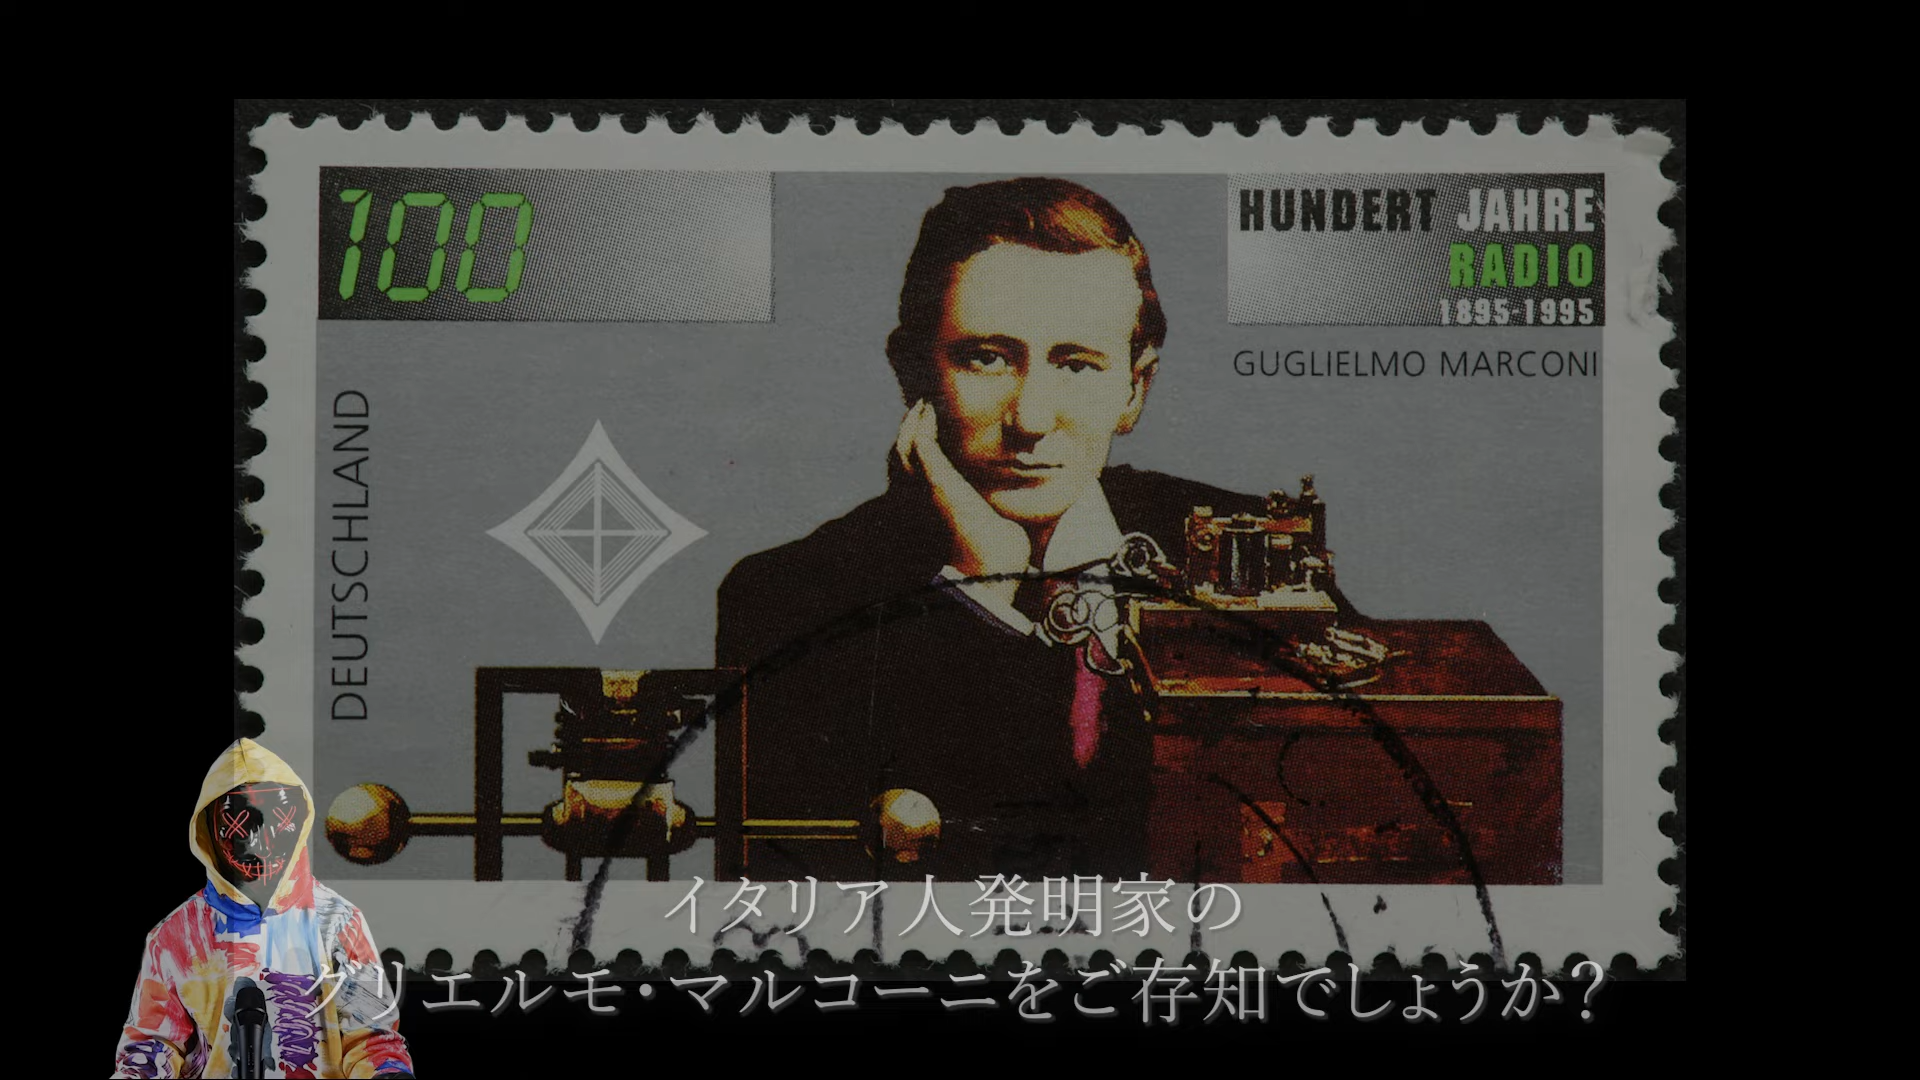 100
HUNDERT JAHRE
RADIO
1895-1995
GUGLIELMO MARCONI
DEUTSCHLAND
イタリア人発明家の
グリエルモ・マルコーニをご存知でしょうか?